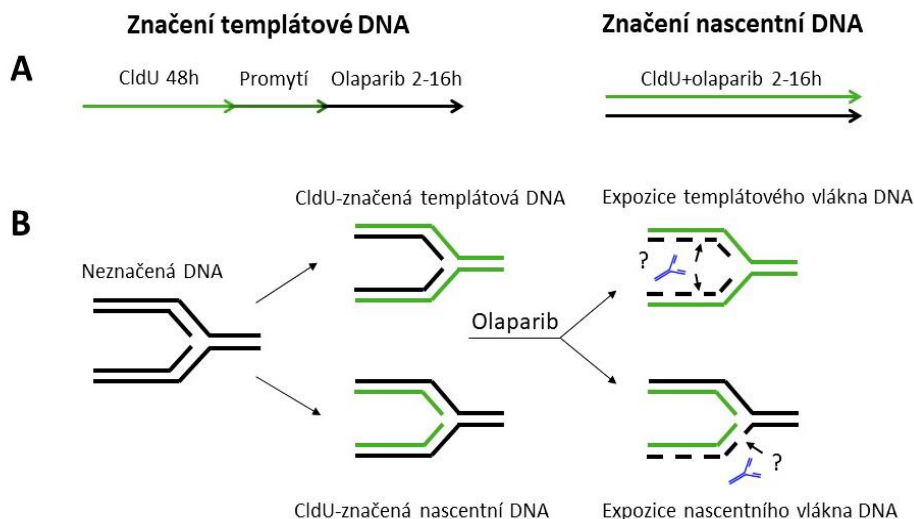 Značení templátové DNA
Značení nascentní DNA
A
CldU 48h
Promytí
Olaparib 2-16h
CldU+olaparib 2-16h
B
CldU-značená templátová DNA
Expozice templátového vlákna DNA
Neznačená DNA
?
Olaparib
?
CldU-značená nascentní DNA
Expozice nascentního vlákna DNA